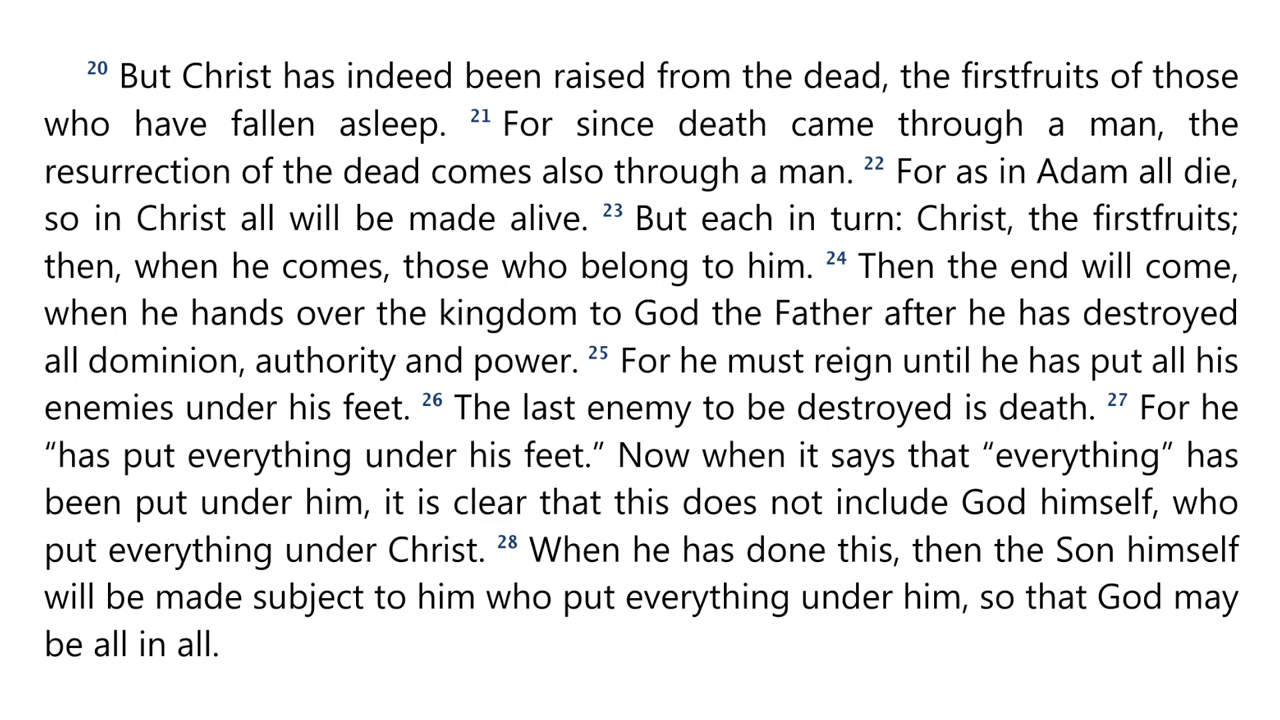 20 But Christ has indeed been raised from the dead, the firstfruits of those
who have fallen asleep. 21 For since death came through a man, the
resurrection of the dead comes also through a man. 22 For as in Adam all die,
so in Christ all will be made alive. 23 But each in turn: Christ, the firstfruits;
then, when he comes, those who belong to him. 24 Then the end will come,
when he hands over the kingdom to God the Father after he has destroyed
all dominion, authority and power. 25 For he must reign until he has put all his
enemies under his feet. 26 The last enemy to be destroyed is death. 27 For he
“has put everything under his feet.” Now when it says that “everything” has
been put under him, it is clear that this does not include God himself, who
put everything under Christ. 28 When he has done this, then the Son himself
will be made subject to him who put everything under him, so that God may
be all in all.